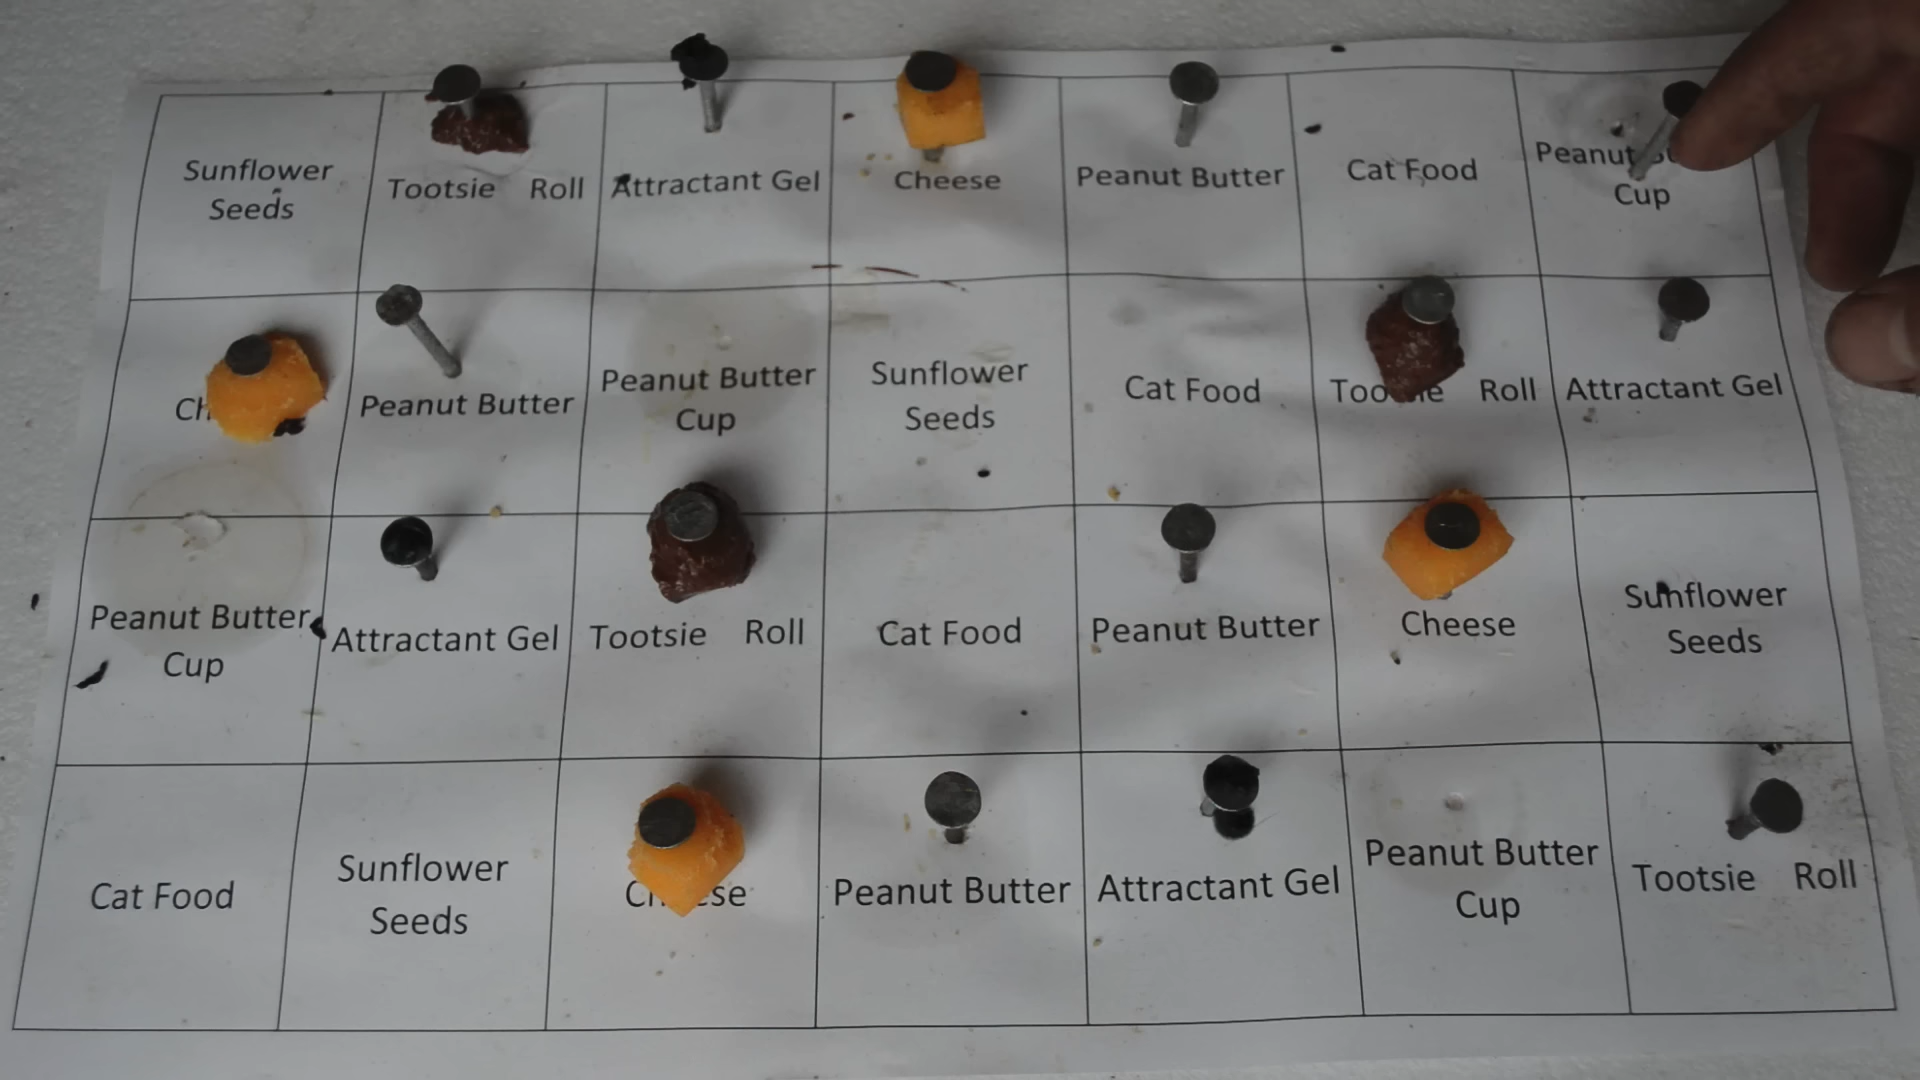 Sunflower
Seeds
Tootsie Roll
Attractant Gel
Cheese
Peanut Butter
Cat Food
Peanut
Cup
Peanut Butter
Peanut Butter
Cup
Sunflower
Seeds
Cat Food
Roll
Attractant Gel
Peanut Butter
Cup
Attractant Gel
Tootsie Roll
Cat Food
Peanut Butter
Cheese
Sunflower
Seeds
Cat Food
Sunflower
Seeds
Peanut Butter
Attractant Gel
Peanut Butter
Cup
Tootsie Roll